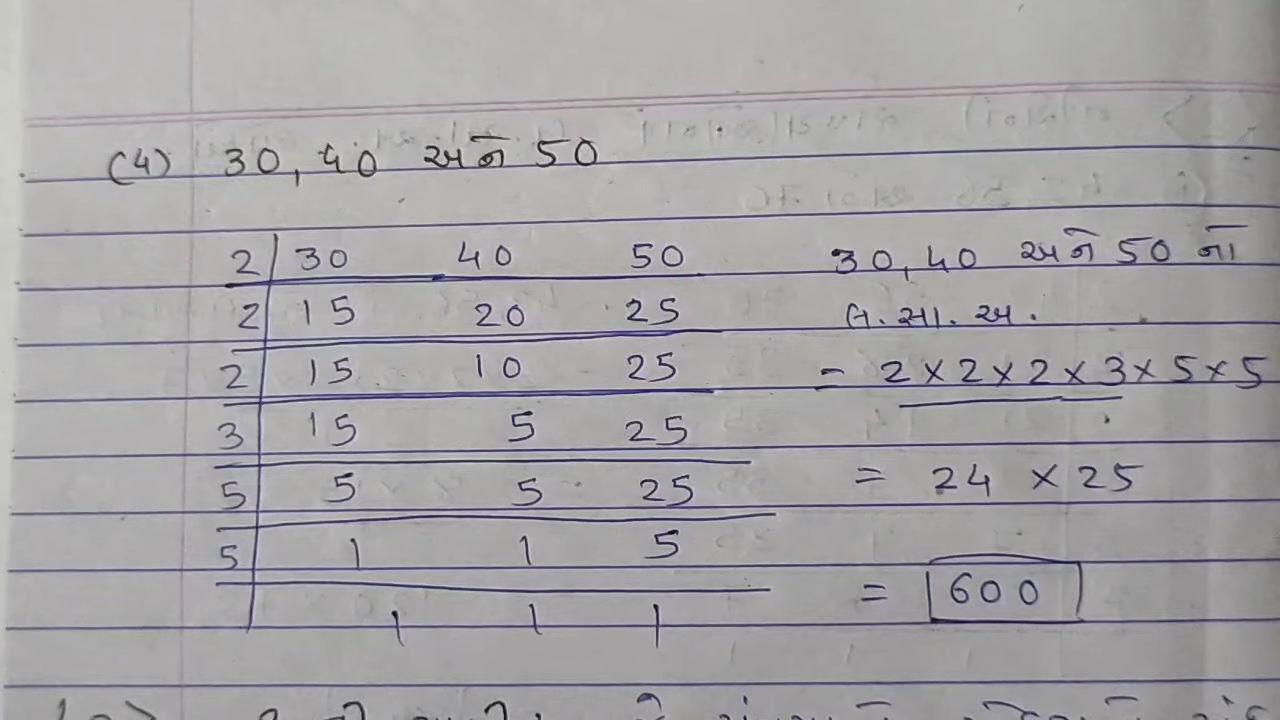 (4) 30, 40 અને 50
2 30 40 50
2 15 20 25
2 15 10 25
3 15 5 25
5 5 5 25
5 1 1 5
1 1 1
30, 40 અને 50 ના
લ. સા. અ.
= 2 × 2 × 2 × 3 × 5 × 5
= 24 × 25
= 600